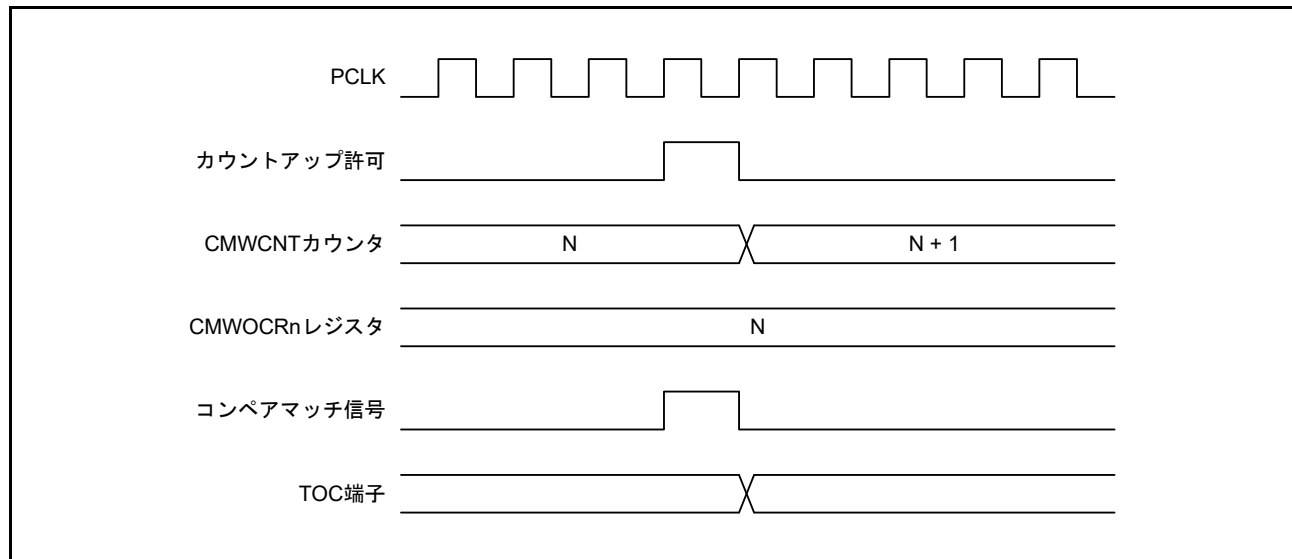 PCLK
カウントアップ許可
CMWCNTカウンタ
N
N + 1
CMWOCRnレジスタ
N
コンペアマッチ信号
TOC端子